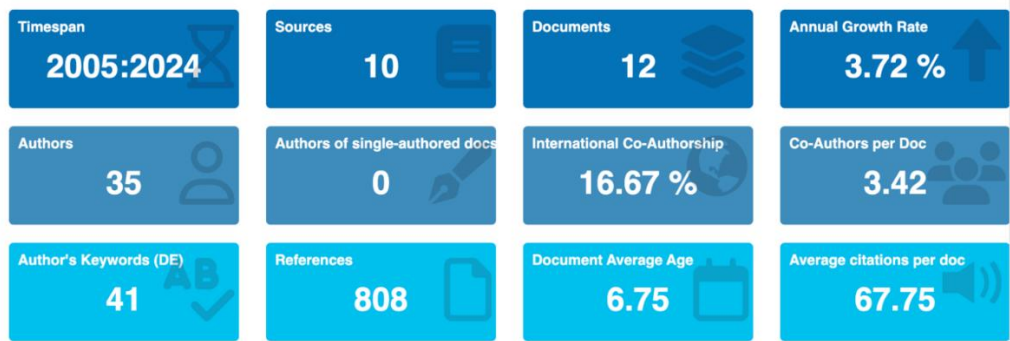 Timespan
2005:2024
Sources
10
Documents
12
Annual Growth Rate
3.72 %
Authors
35
Authors of single-authored docs
0
International Co-Authorship
16.67 %
Co-Authors per Doc
3.42
Author's Keywords (DE)
AB
41
References
808
Document Average Age
6.75
Average citations per doc
67.75